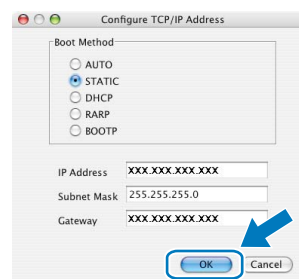 Configure TCP/IP Address
Boot Method
AUTO
STATIC
DHCP
RARP
BOOTP
IP Address XXX.XXX.XXX.XXX
Subnet Mask 255.255.255.0
Gateway XXX.XXX.XXX.XXX
OK Cancel